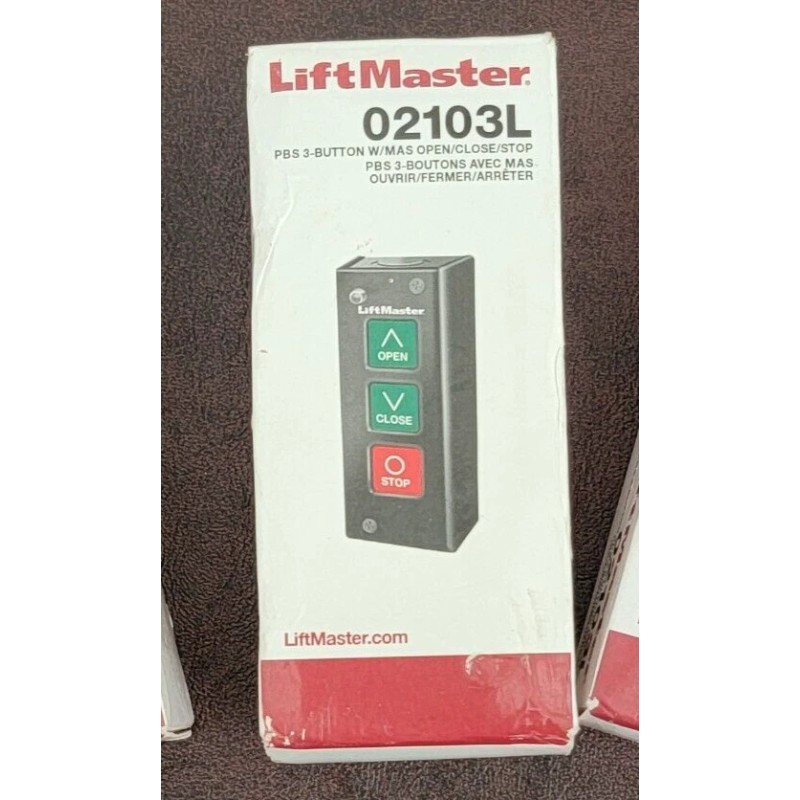 LiftMaster®
02103L
PBS 3-BUTTON W/MAS OPEN/CLOSE/STOP
PBS 3-BOUTONS AVEC MAS
OUVRIR/FERMER/ARRÊTER
LiftMaster
OPEN
CLOSE
STOP
LiftMaster.com